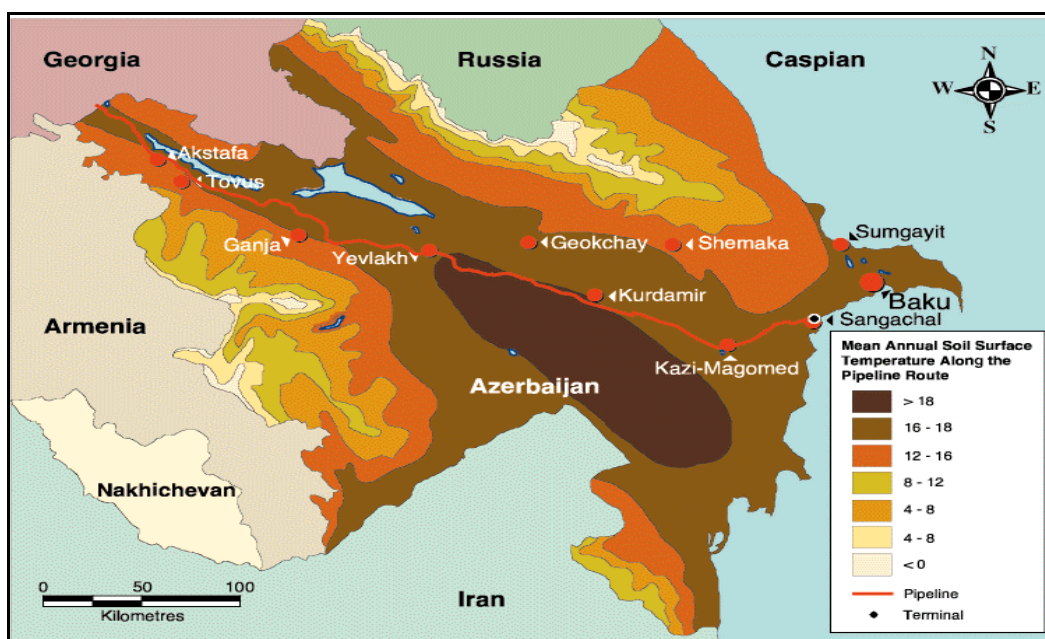 Georgia
Russia
Caspian
N
W
E
S
Akstafa
Tovus
Ganja
Yevlakh
Geokchay
Shemaka
Sumgayit
Baku
Kurdamir
Sangachal
Kazi-Magomed
Armenia
Azerbaijan
Nakhichevan
Iran
0 50 100
Kilometres
Mean Annual Soil Surface
Temperature Along the
Pipeline Route
> 18
16 - 18
12 - 16
8 - 12
4 - 8
4 - 8
< 0
Pipeline
Terminal